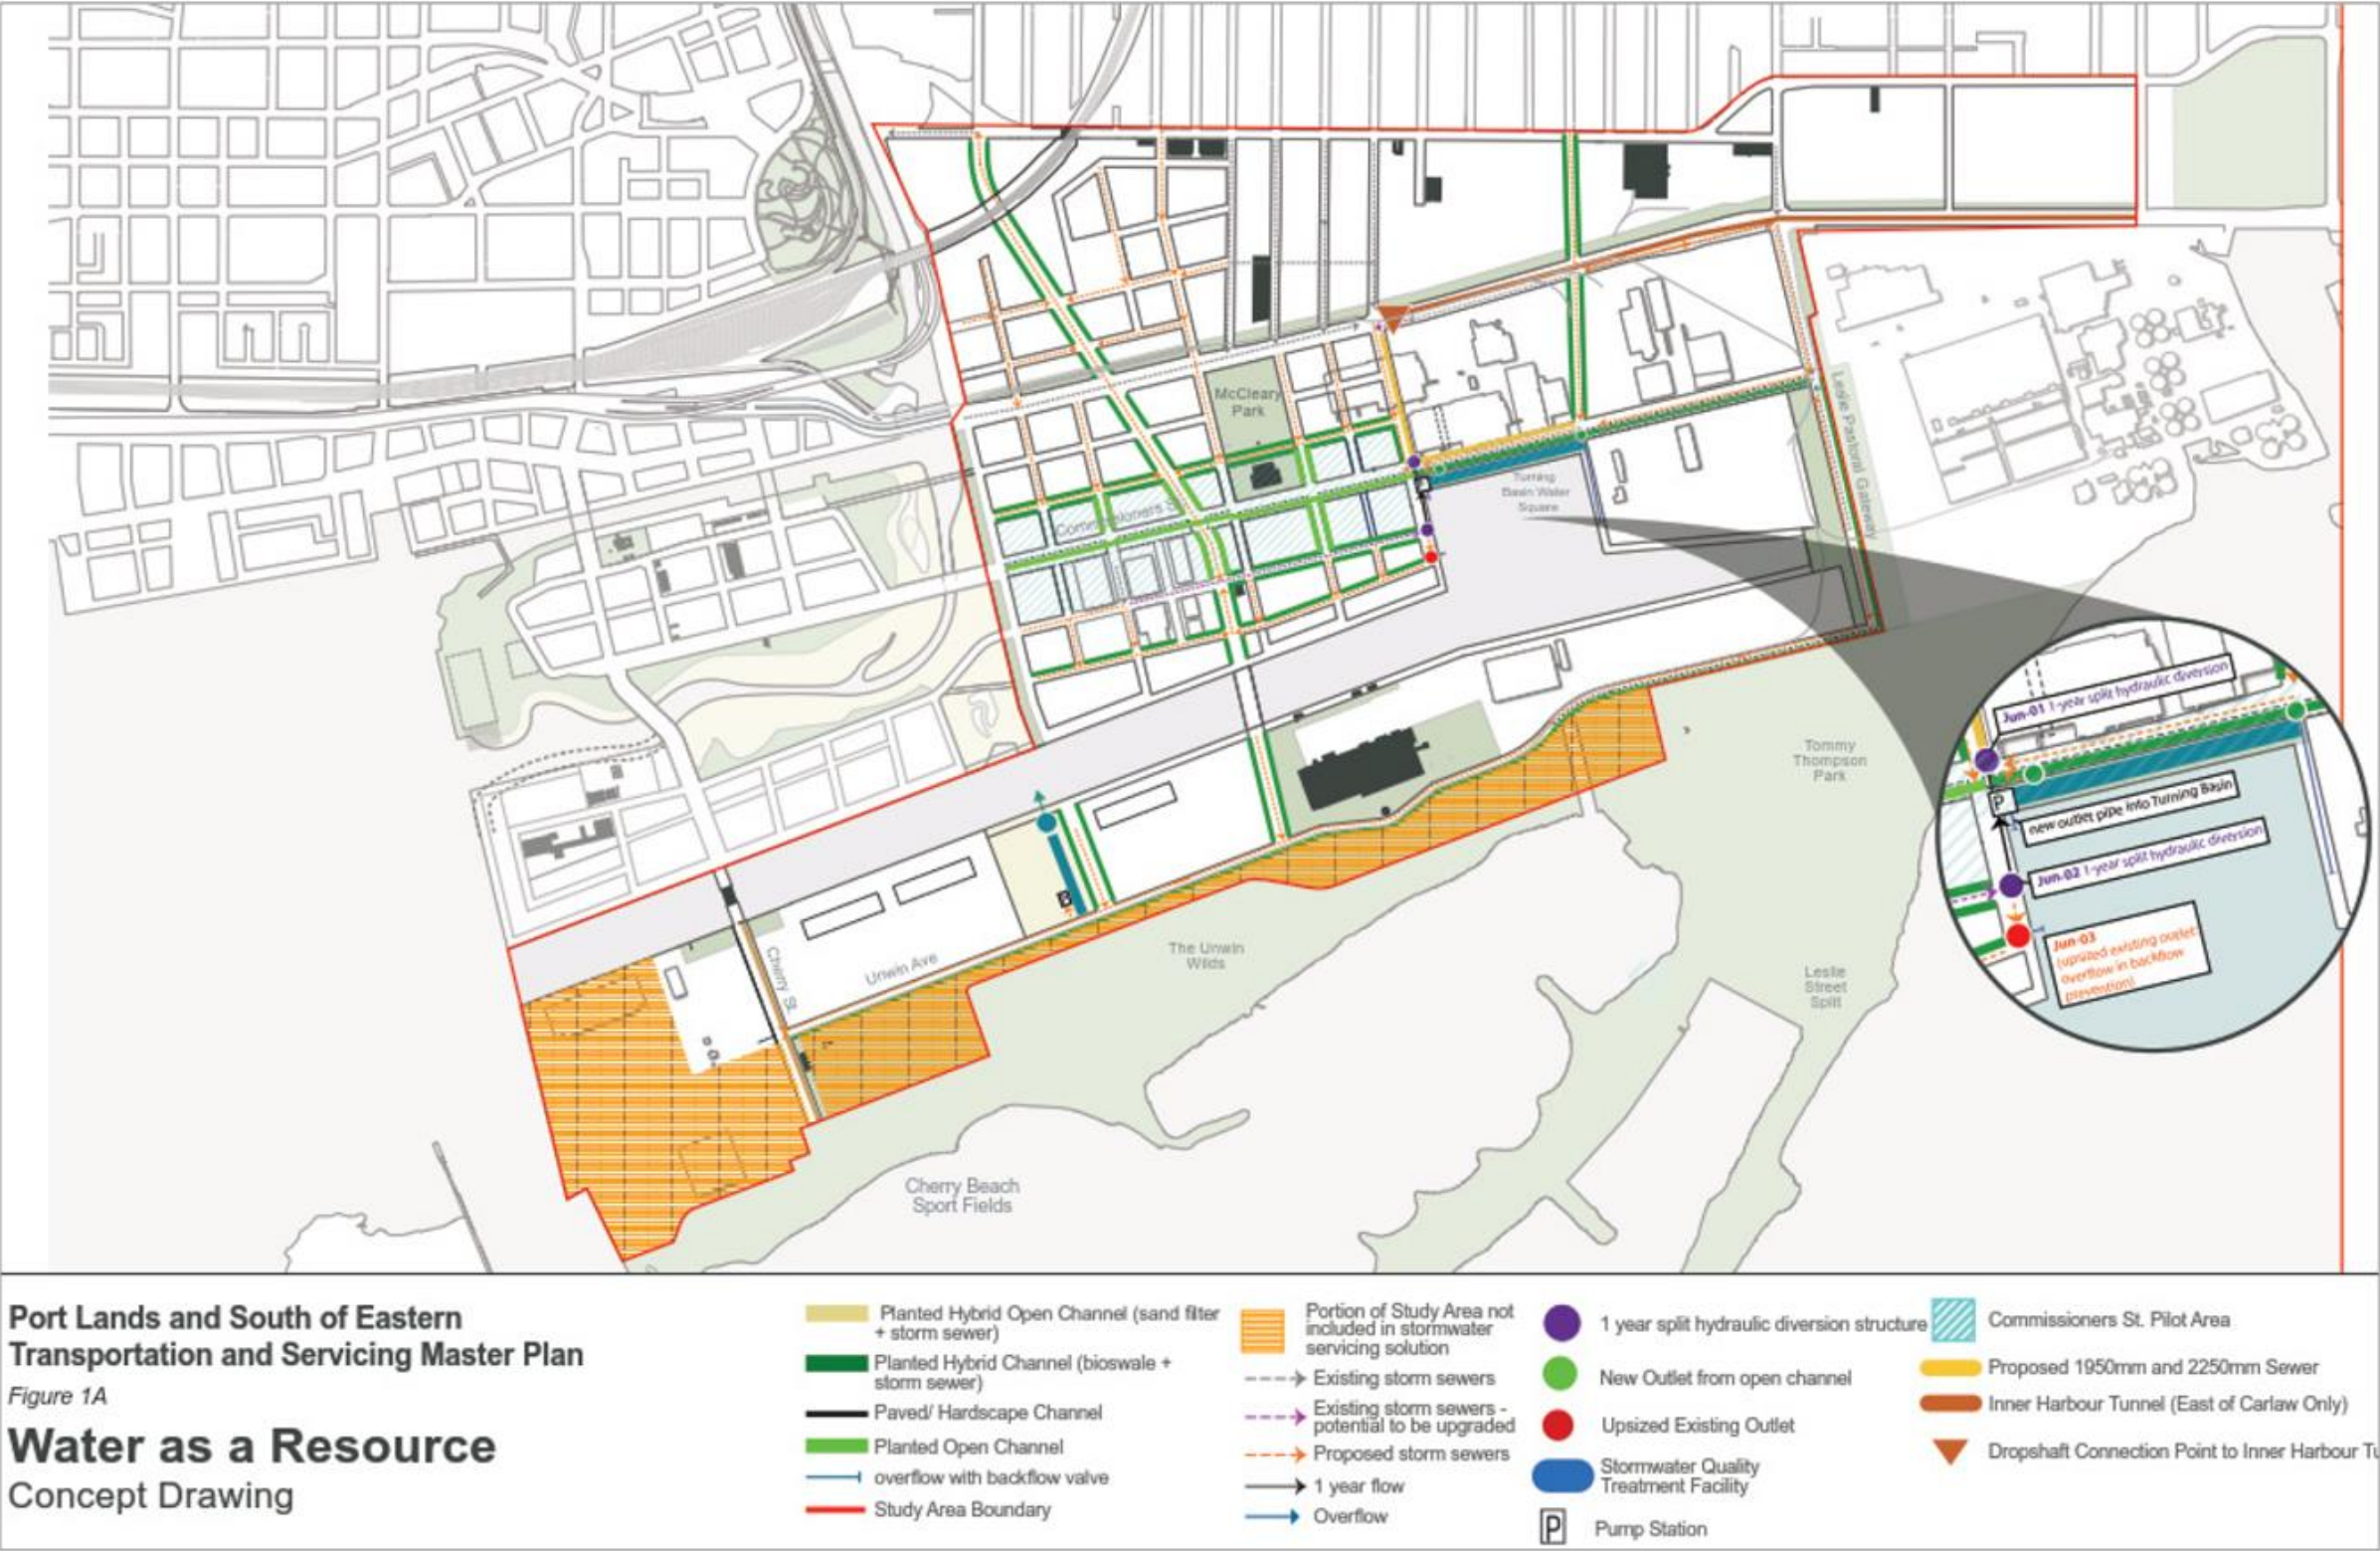 McCleary
Park
Commissioners S
Turning
Basin Water
Square
Leslie Pastoral Gateway
Jun-01 1-year split hydraulic diversion
P
new outlet pipe into Turning Basin
Jun-02 1-year split hydraulic diversion
Jun-03
(upsized existing outlet:
overflow in backflow
prevention)
Tommy
Thompson
Park
Cherry St.
Unwin Ave
The Unwin
Wilds
Leslie
Street
Split
Cherry Beach
Sport Fields
Port Lands and South of Eastern
Transportation and Servicing Master Plan
Figure 1A
Water as a Resource
Concept Drawing
Planted Hybrid Open Channel (sand filter
+ storm sewer)
Planted Hybrid Channel (bioswale +
storm sewer)
Paved/ Hardscape Channel
Planted Open Channel
overflow with backflow valve
Study Area Boundary
Portion of Study Area not
included in stormwater
servicing solution
Existing storm sewers
Existing storm sewers -
potential to be upgraded
Proposed storm sewers
1 year flow
Overflow
1 year split hydraulic diversion structure
New Outlet from open channel
Upsized Existing Outlet
Stormwater Quality
Treatment Facility
P
Pump Station
Commissioners St. Pilot Area
Proposed 1950mm and 2250mm Sewer
Inner Harbour Tunnel (East of Carlaw Only)
Dropshaft Connection Point to Inner Harbour Tu